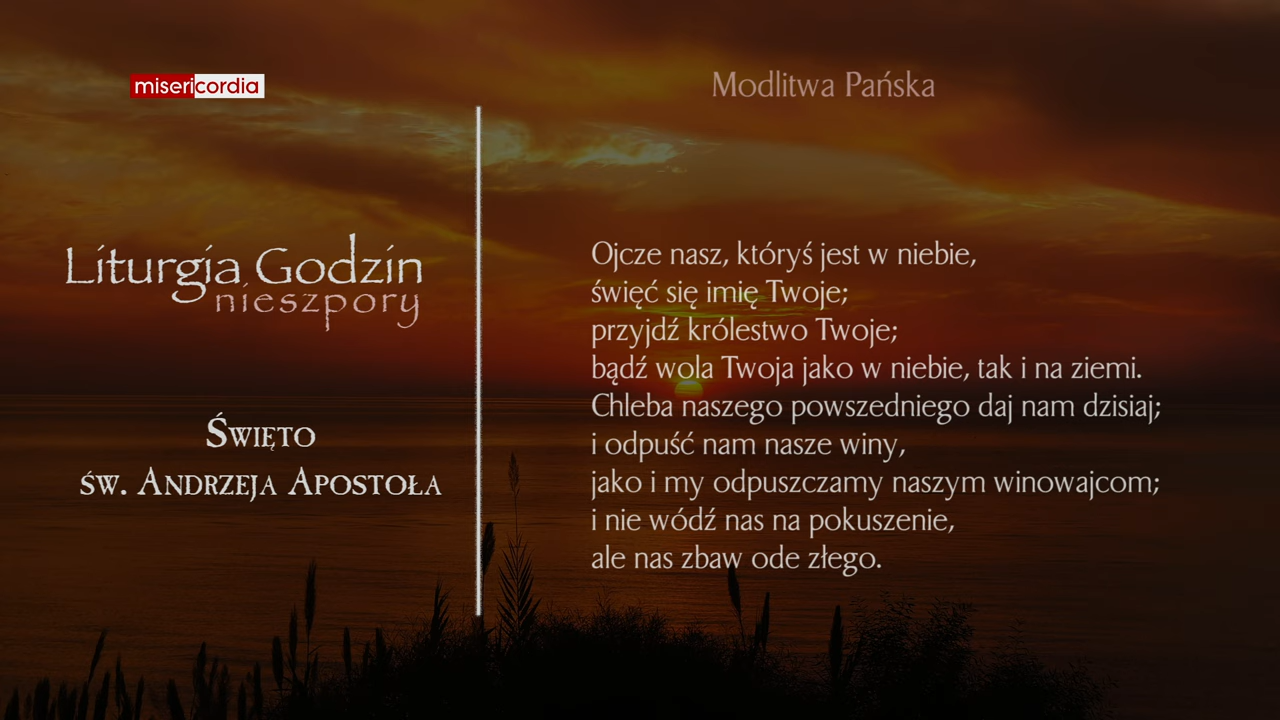 misericordia
Liturgia Godzin
nieszpory
Święto
św. Andrzeja Apostoła
Modlitwa Pańska
Ojcze nasz, któryś jest w niebie,
święć się imię Twoje;
przyjdź królestwo Twoje;
bądź wola Twoja jako w niebie, tak i na ziemi.
Chleba naszego powszedniego daj nam dzisiaj;
i odpuść nam nasze winy,
jako i my odpuszczamy naszym winowajcom;
i nie wódź nas na pokuszenie,
ale nas zbaw ode złego.